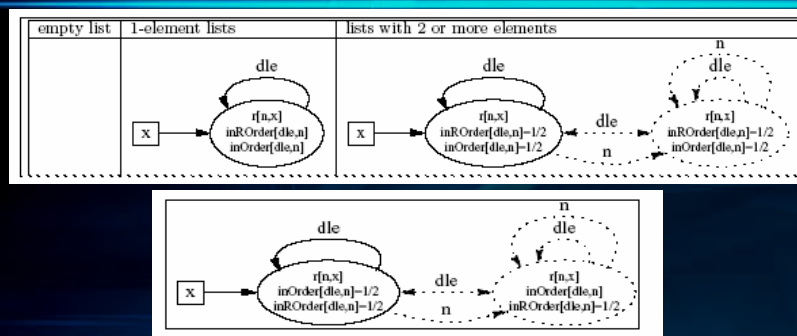 empty list 1-element lists lists with 2 or more elements
dle
x
r[n,x]
inROrder[dle,n]
inOrder[dle,n]
dle
x
r[n,x]
inROrder[dle,n]=1/2
inOrder[dle,n]=1/2
dle
n
n
dle
r[n,x]
inROrder[dle,n]=1/2
inOrder[dle,n]=1/2
dle
x
r[n,x]
inOrder[dle,n]=1/2
inROrder[dle,n]=1/2
dle
n
n
dle
r[n,x]
inOrder[dle,n]
inROrder[dle,n]=1/2